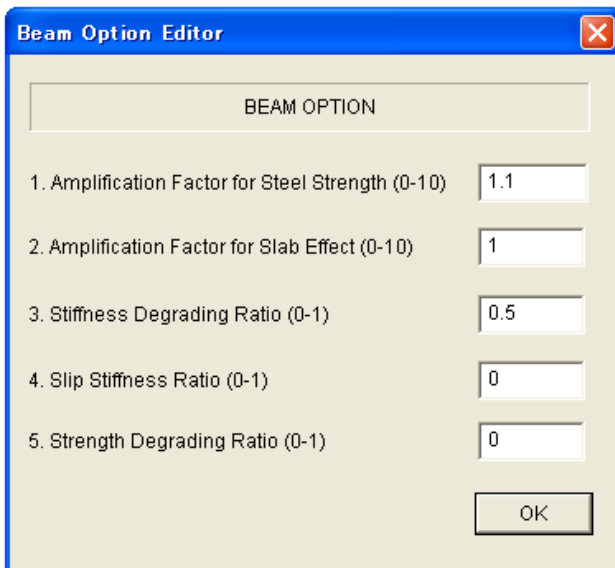 Beam Option Editor
BEAM OPTION
1. Amplification Factor for Steel Strength (0-10) 1.1
2. Amplification Factor for Slab Effect (0-10) 1
3. Stiffness Degrading Ratio (0-1) 0.5
4. Slip Stiffness Ratio (0-1) 0
5. Strength Degrading Ratio (0-1) 0
OK